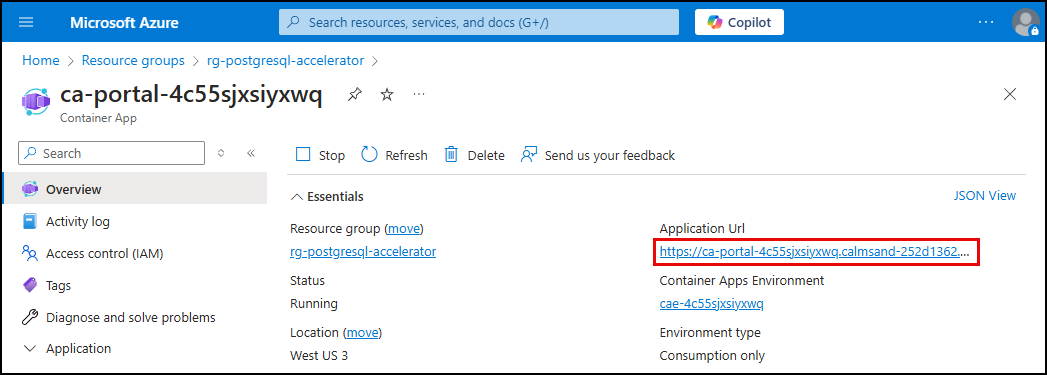 Microsoft Azure
Search resources, services, and docs (G+/)
Copilot
Home > Resource groups > rg-postgresql-accelerator >
ca-portal-4c55sjxsiyxwq
Container App
Search
Stop Refresh Delete Send us your feedback
Overview
Activity log
Access control (IAM)
Tags
Diagnose and solve problems
Application
Essentials
JSON View
Resource group (move)
rg-postgresql-accelerator
Status
Running
Location (move)
West US 3
Application Url
https://ca-portal-4c55sjxsiyxwq.calmsand-252d1362....
Container Apps Environment
cae-4c55sjxsiyxwq
Environment type
Consumption only